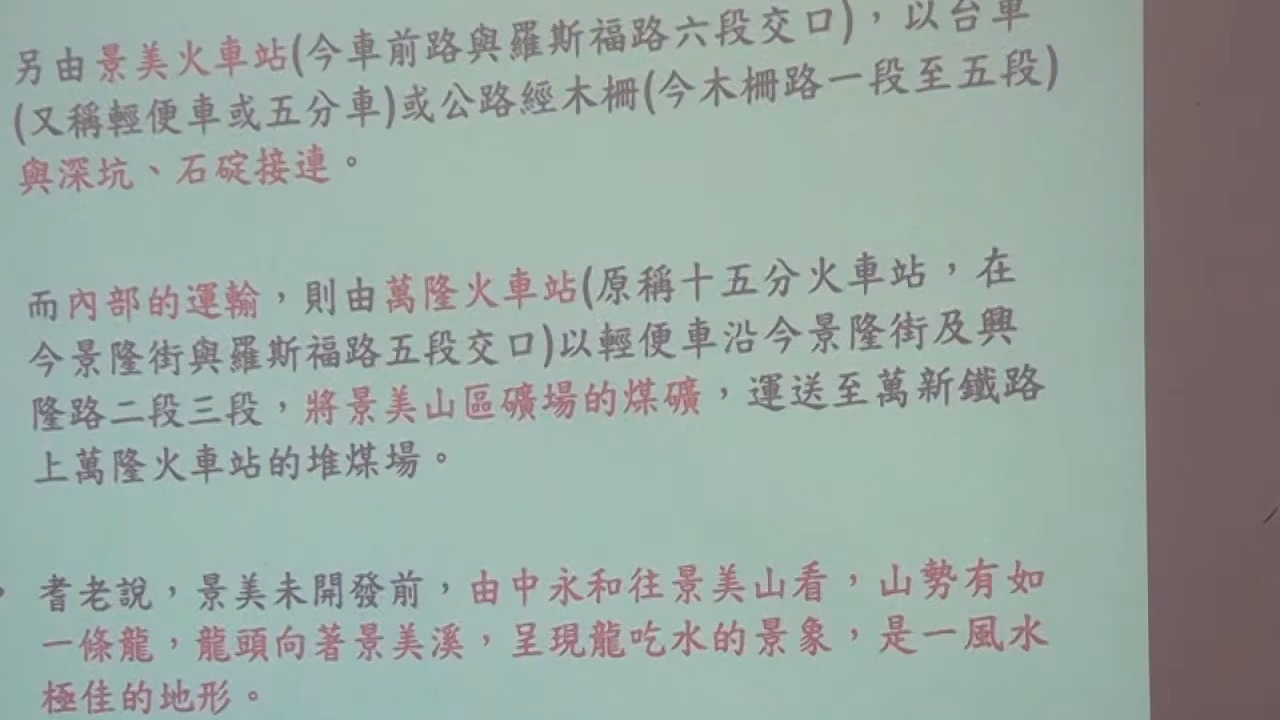 另由景美火車站(今車前路與羅斯福路六段交口)，以台車
(又稱輕便車或五分車)或公路經木柵(今木柵路一段至五段)
與深坑、石碇接連。
而內部的運輸，則由萬隆火車站(原稱十五分火車站，在
今景隆街與羅斯福路五段交口)以輕便車沿今景隆街及興
隆路二段三段，將景美山區礦場的煤礦，運送至萬新鐵路
上萬隆火車站的堆煤場。
耆老說，景美未開發前，由中永和往景美山看，山勢有如
一條龍，龍頭向著景美溪，呈現龍吃水的景象，是一風水
極佳的地形。